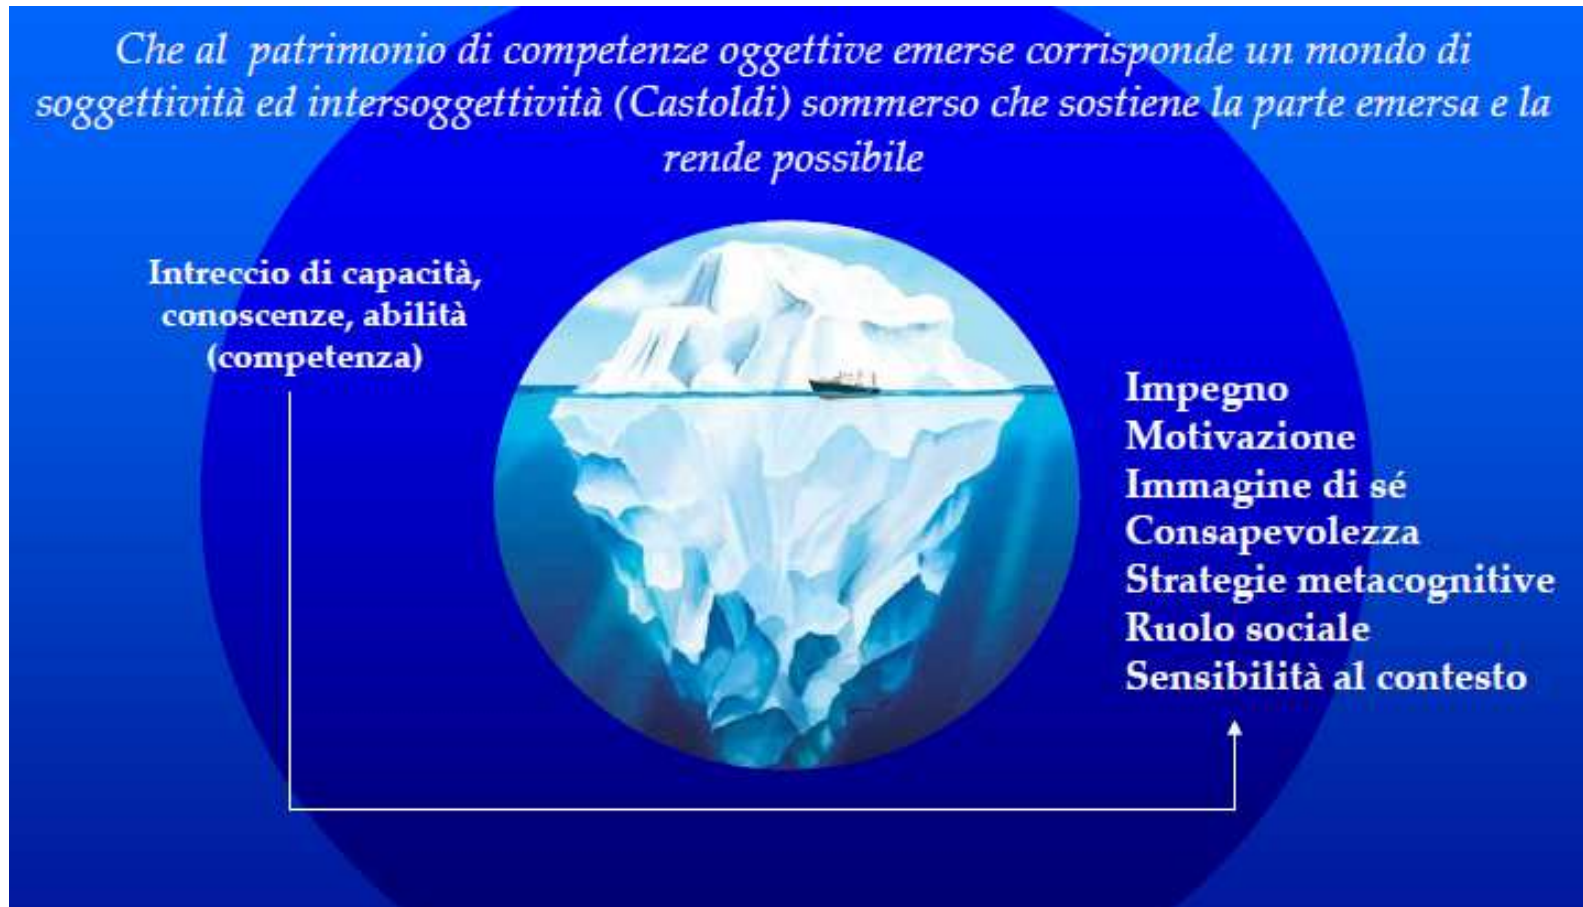 Che al patrimonio di competenze oggettive emerse corrisponde un mondo di
soggettività ed intersoggettività (Castoldi) sommerso che sostiene la parte emersa e la
rende possibile
Intreccio di capacità,
conoscenze, abilità
(competenza)
Impegno
Motivazione
Immagine di sé
Consapevolezza
Strategie metacognitive
Ruolo sociale
Sensibilità al contesto